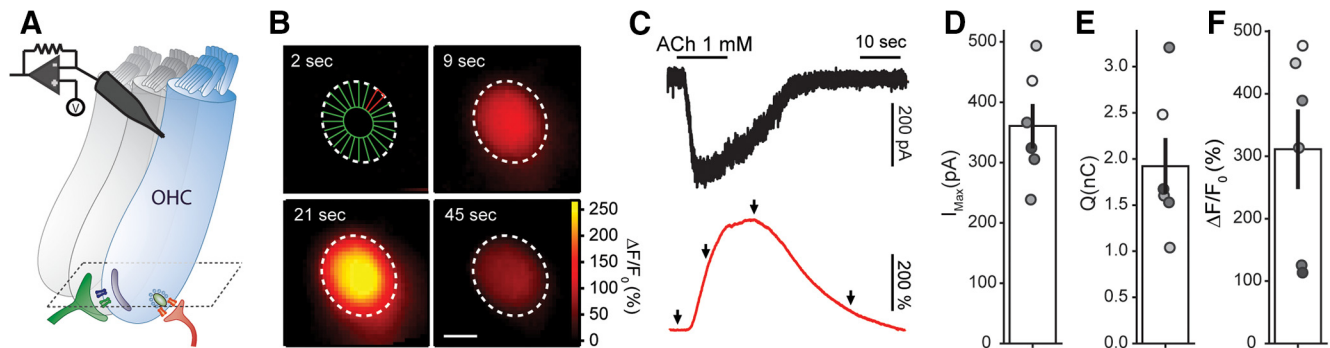 A
V
OHC
B
2 sec
9 sec
21 sec
45 sec
250
200
150
100
50
0
ΔF/F0 (%)
C
ACh 1 mM
10 sec
200 pA
200 %
D
500
400
300
200
100
0
IMax(pA)
E
3.0
2.5
2.0
1.5
1.0
0.0
Q(nC)
F
500
400
300
200
100
0
ΔF/F0 (%)